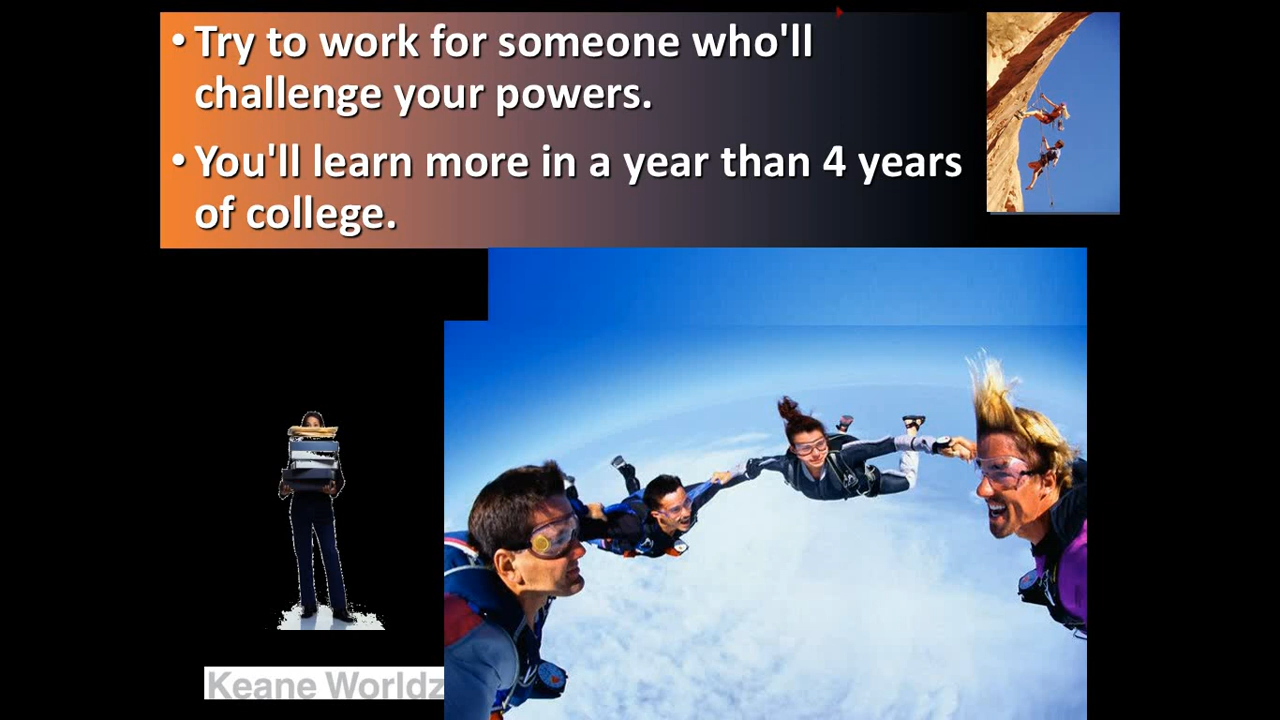 • Try to work for someone who'll
challenge your powers.
• You'll learn more in a year than 4 years
of college.
Keane Worldz